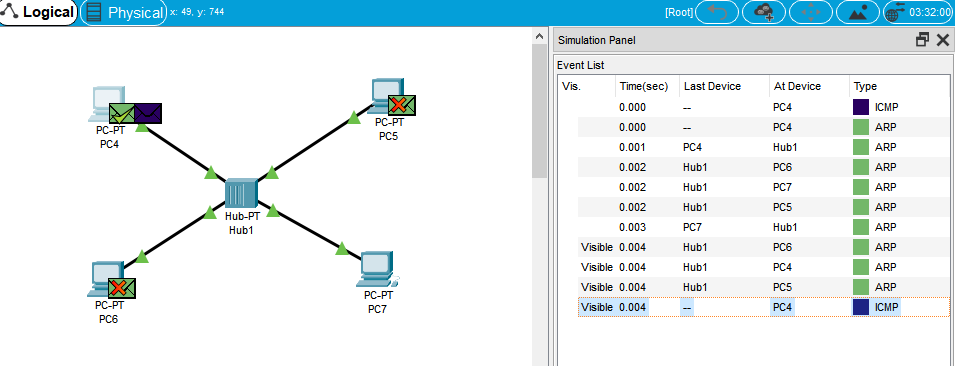 Logical Physical x: 49, y: 744 [Root] 03:32:00
PC-PT
PC4
PC-PT
PC5
Hub-PT
Hub1
PC-PT
PC6
PC-PT
PC7
Simulation Panel
Event List
Vis. Time(sec) Last Device At Device Type
0.000 -- PC4 ICMP
0.000 -- PC4 ARP
0.001 PC4 Hub1 ARP
0.002 Hub1 PC6 ARP
0.002 Hub1 PC7 ARP
0.002 Hub1 PC5 ARP
0.003 PC7 Hub1 ARP
Visible 0.004 Hub1 PC6 ARP
Visible 0.004 Hub1 PC4 ARP
Visible 0.004 Hub1 PC5 ARP
Visible 0.004 -- PC4 ICMP